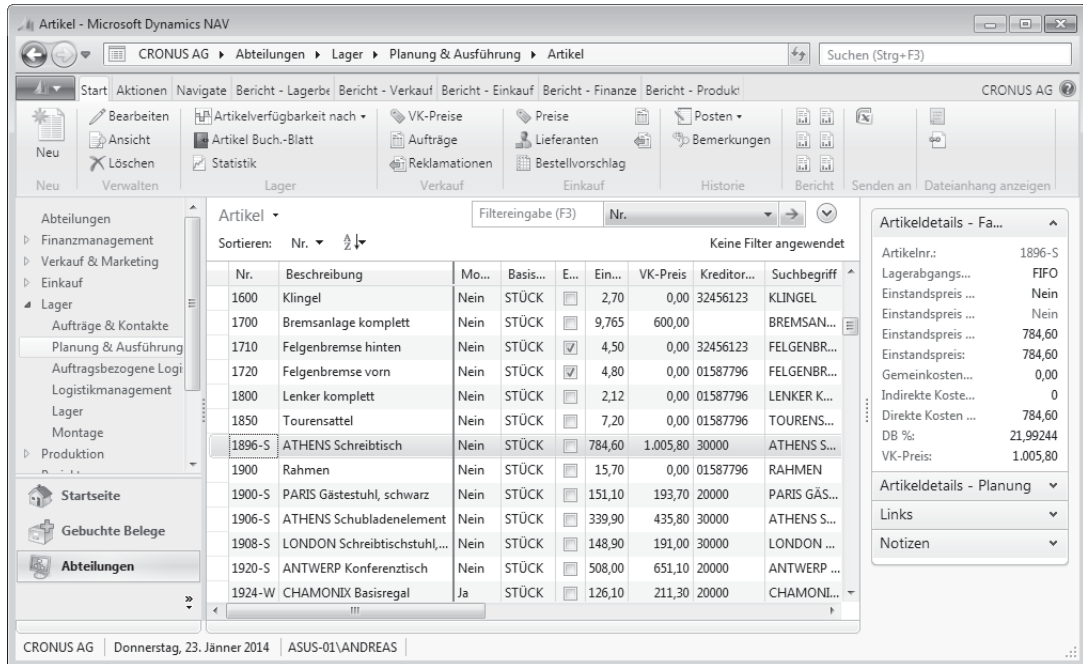 Artikel - Microsoft Dynamics NAV
CRONUS AG ▸ Abteilungen ▸ Lager ▸ Planung & Ausführung ▸ Artikel
Suchen (Strg+F3)
Start Aktionen Navigate Bericht - Lagerbe Bericht - Verkauf Bericht - Einkauf Bericht - Finanze Bericht - Produkt
CRONUS AG
Neu
Bearbeiten
Ansicht
Löschen
Artikelverfügbarkeit nach
Artikel Buch.-Blatt
Statistik
VK-Preise
Aufträge
Reklamationen
Preise
Lieferanten
Bestellvorschlag
Posten
Bemerkungen
Neu Verwalten Lager Verkauf Einkauf Historie Bericht Senden an Dateianhang anzeigen
Abteilungen
Finanzmanagement
Verkauf & Marketing
Einkauf
Lager
Aufträge & Kontakte
Planung & Ausführung
Auftragsbezogene Logi
Logistikmanagement
Lager
Montage
Produktion
Startseite
Gebuchte Belege
Abteilungen
Artikel
Filtereingabe (F3) Nr.
Sortieren: Nr.
Keine Filter angewendet
Nr. Beschreibung Mo... Basis... E... Ein... VK-Preis Kreditor... Suchbegriff
1600 Klingel Nein STÜCK 2,70 0,00 32456123 KLINGEL
1700 Bremsanlage komplett Nein STÜCK 9,765 600,00 BREMSAN...
1710 Felgenbremse hinten Nein STÜCK 4,50 0,00 32456123 FELGENBR...
1720 Felgenbremse vorn Nein STÜCK 4,80 0,00 01587796 FELGENBR...
1800 Lenker komplett Nein STÜCK 2,12 0,00 01587796 LENKER K...
1850 Tourensattel Nein STÜCK 7,20 0,00 01587796 TOURENS...
1896-S ATHENS Schreibtisch Nein STÜCK 784,60 1.005,80 30000 ATHENS S...
1900 Rahmen Nein STÜCK 15,70 0,00 01587796 RAHMEN
1900-S PARIS Gästestuhl, schwarz Nein STÜCK 151,10 193,70 20000 PARIS GÄS...
1906-S ATHENS Schubladenelement Nein STÜCK 339,90 435,80 30000 ATHENS S...
1908-S LONDON Schreibtischstuhl,... Nein STÜCK 148,90 191,00 30000 LONDON ...
1920-S ANTWERP Konferenztisch Nein STÜCK 508,00 651,10 20000 ANTWERP ...
1924-W CHAMONIX Basisregal Ja STÜCK 126,10 211,30 20000 CHAMONI...
Artikeldetails - Fa...
Artikelnr.: 1896-S
Lagerabgangs... FIFO
Einstandspreis ... Nein
Einstandspreis ... Nein
Einstandspreis ... 784,60
Einstandspreis: 784,60
Gemeinkosten... 0,00
Indirekte Koste... 0
Direkte Kosten ... 784,60
DB %: 21,99244
VK-Preis: 1.005,80
Artikeldetails - Planung
Links
Notizen
CRONUS AG Donnerstag, 23. Jänner 2014 ASUS-01\ANDREAS